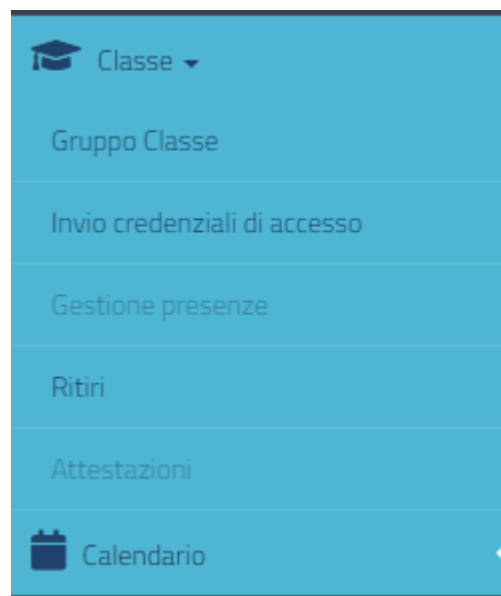 Classe
Gruppo Classe
Invio credenziali di accesso
Gestione presenze
Ritiri
Attestazioni
Calendario